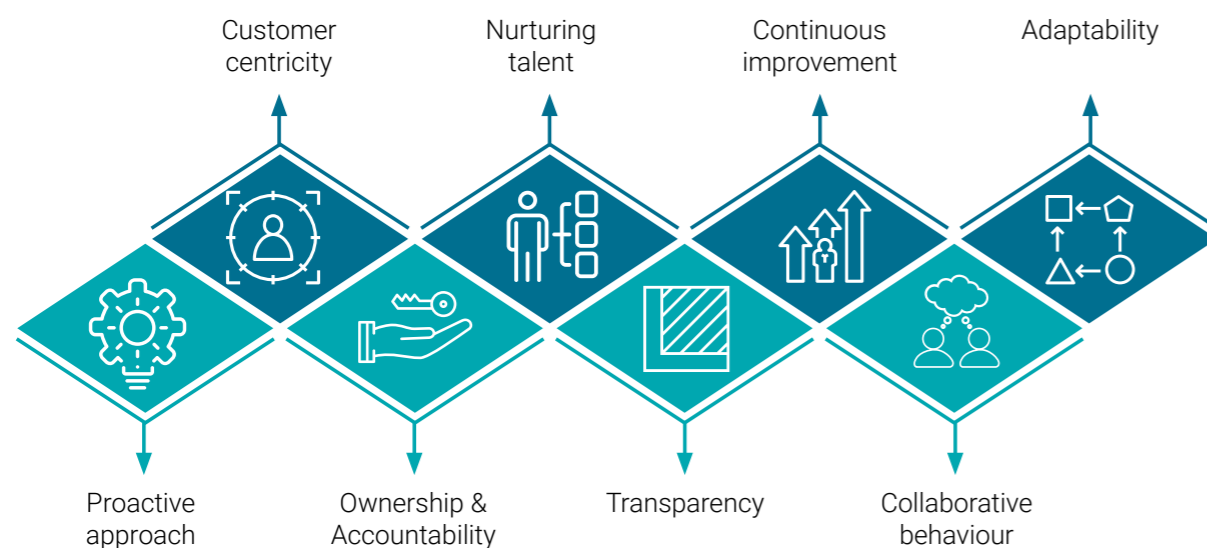 Customer
centricity
Nurturing
talent
Continuous
improvement
Adaptability
Proactive
approach
Ownership &
Accountability
Transparency
Collaborative
behaviour